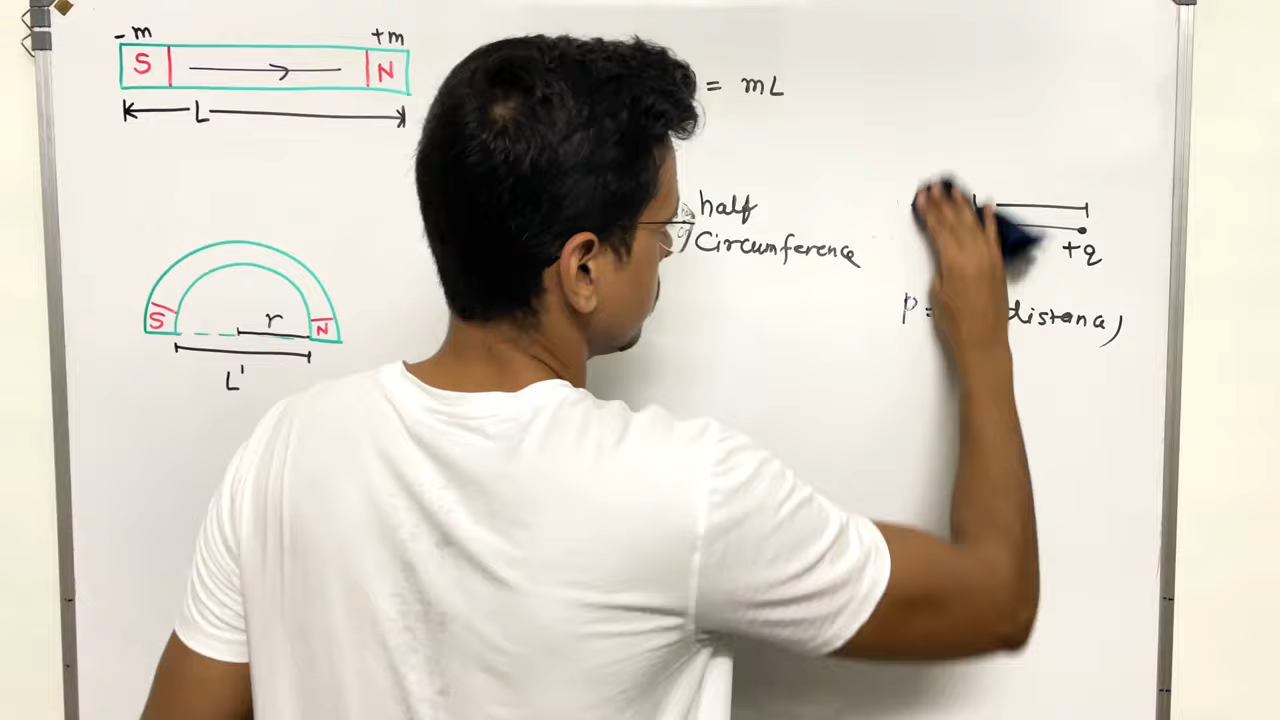 -m
+m
S
N
= mL
L
half
Circumference
+q
P =
distance)
S
r
N
L'